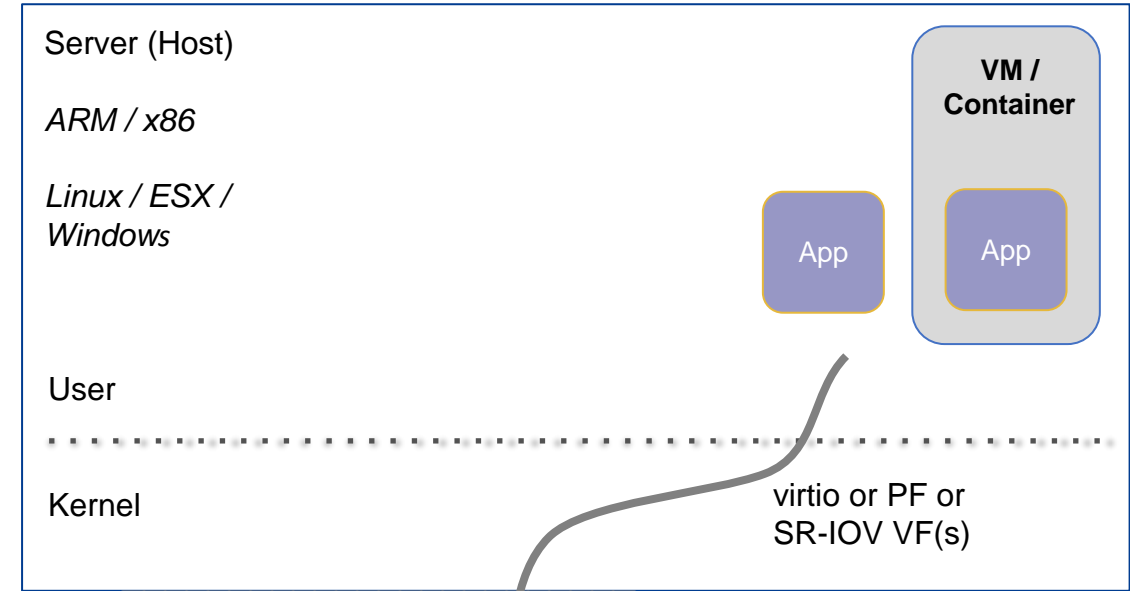 Server (Host)
ARM / x86
Linux / ESX /
Windows
VM /
Container
App
App
User
Kernel
virtio or PF or
SR-IOV VF(s)